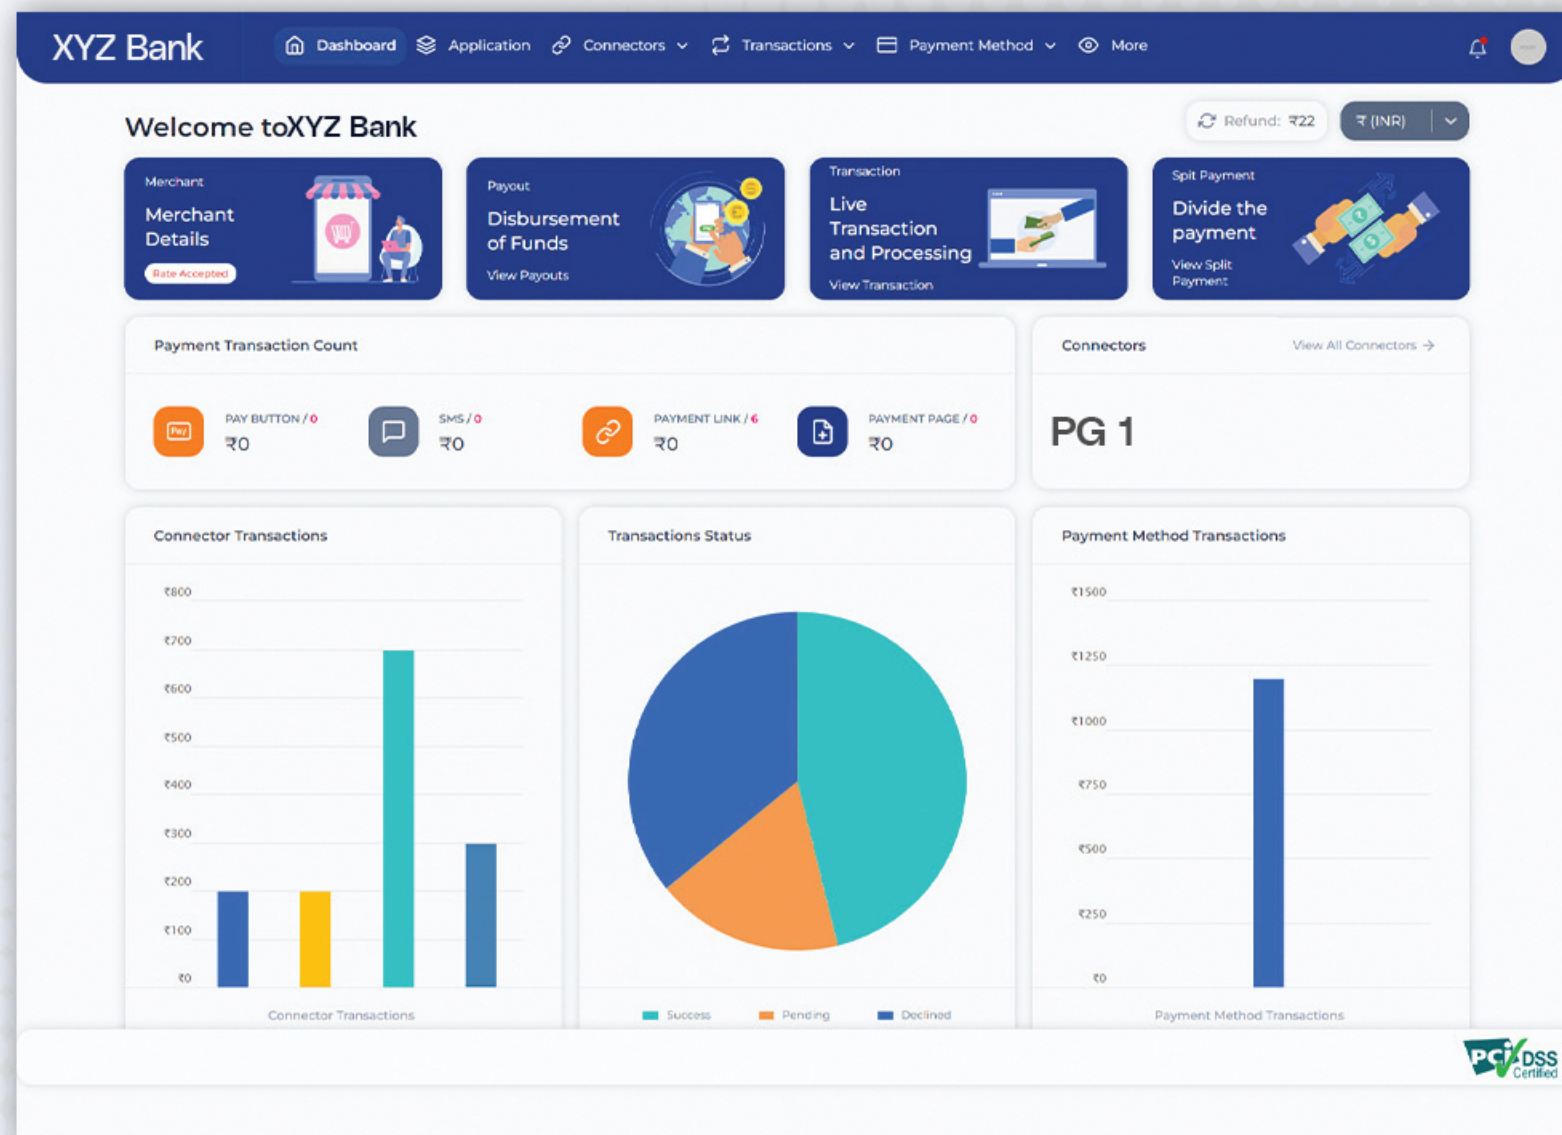 XYZ Bank
Dashboard
Application
Connectors
Transactions
Payment Method
More
Welcome toXYZ Bank
Refund: ₹22
₹ (INR)
Merchant
Merchant
Details
Rate Accepted
Payout
Disbursement
of Funds
View Payouts
Transaction
Live
Transaction
and Processing
View Transaction
Spit Payment
Divide the
payment
View Split
Payment
Payment Transaction Count
PAY BUTTON / 0
₹0
SMS / 0
₹0
PAYMENT LINK / 6
₹0
PAYMENT PAGE / 0
₹0
Pay
Connectors
View All Connectors →
PG 1
Connector Transactions
₹800
₹700
₹600
₹500
₹400
₹300
₹200
₹100
₹0
Connector Transactions
Transactions Status
Success
Pending
Declined
Payment Method Transactions
₹1500
₹1250
₹1000
₹750
₹500
₹250
₹0
Payment Method Transactions
PCI DSS
Certified